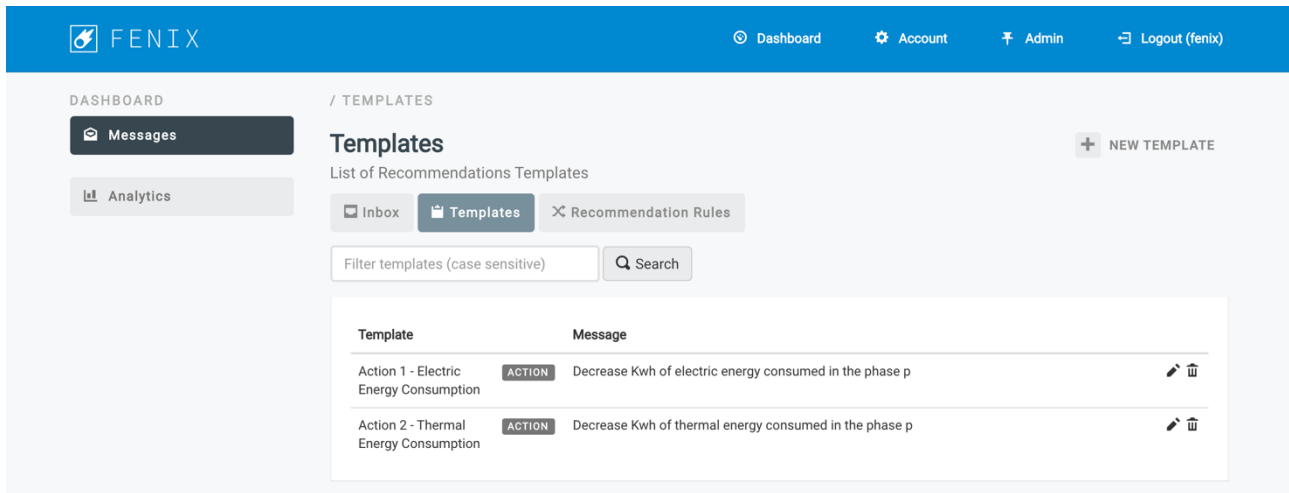 FENIX
Dashboard Account Admin Logout (fenix)
DASHBOARD
Messages
Analytics
/ TEMPLATES
Templates
NEW TEMPLATE
List of Recommendations Templates
Inbox Templates Recommendation Rules
Filter templates (case sensitive) Search
Template Message
Action 1 - Electric ACTION Decrease Kwh of electric energy consumed in the phase p
Energy Consumption
Action 2 - Thermal ACTION Decrease Kwh of thermal energy consumed in the phase p
Energy Consumption